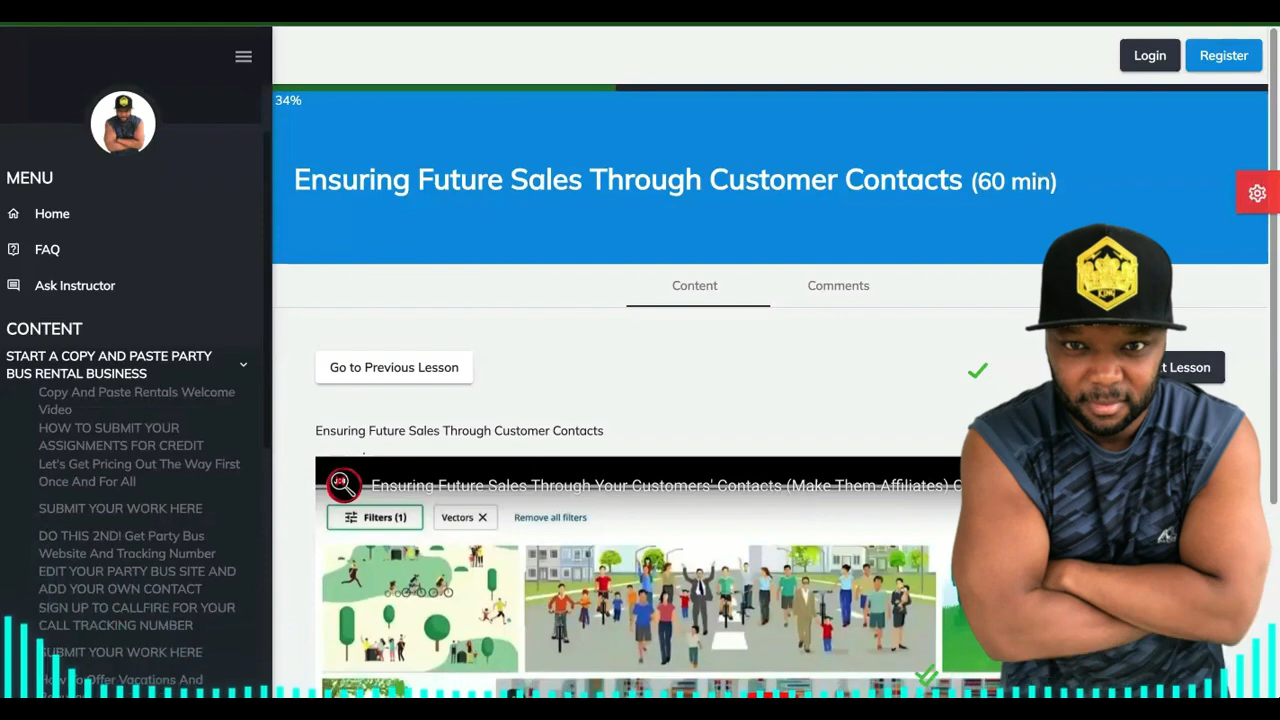 Login
Register
34%
Ensuring Future Sales Through Customer Contacts (60 min)
MENU
Home
FAQ
Ask Instructor
CONTENT
START A COPY AND PASTE PARTY
BUS RENTAL BUSINESS
Copy And Paste Rentals Welcome
Video
HOW TO SUBMIT YOUR
ASSIGNMENTS FOR CREDIT
Let's Get Pricing Out The Way First
Once And For All
SUBMIT YOUR WORK HERE
DO THIS 2ND! Get Party Bus
Website And Tracking Number
EDIT YOUR PARTY BUS SITE AND
ADD YOUR OWN CONTACT
SIGN UP TO CALLFIRE FOR YOUR
CALL TRACKING NUMBER
SUBMIT YOUR WORK HERE
How To Offer Vacations And
Content
Comments
Go to Previous Lesson
Lesson
Ensuring Future Sales Through Customer Contacts
JOB
Ensuring Future Sales Through Your Customers' Contacts (Make Them Affiliates)
Filters (1)
Vectors
Remove all filters